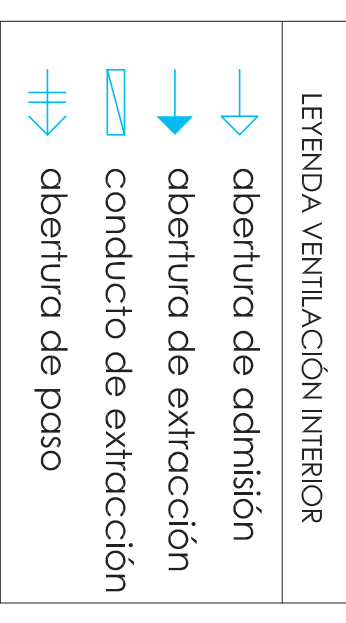 LEYENDA VENTILACIÓN INTERIOR
abertura de admisión
abertura de extracción
conducto de extracción
abertura de paso